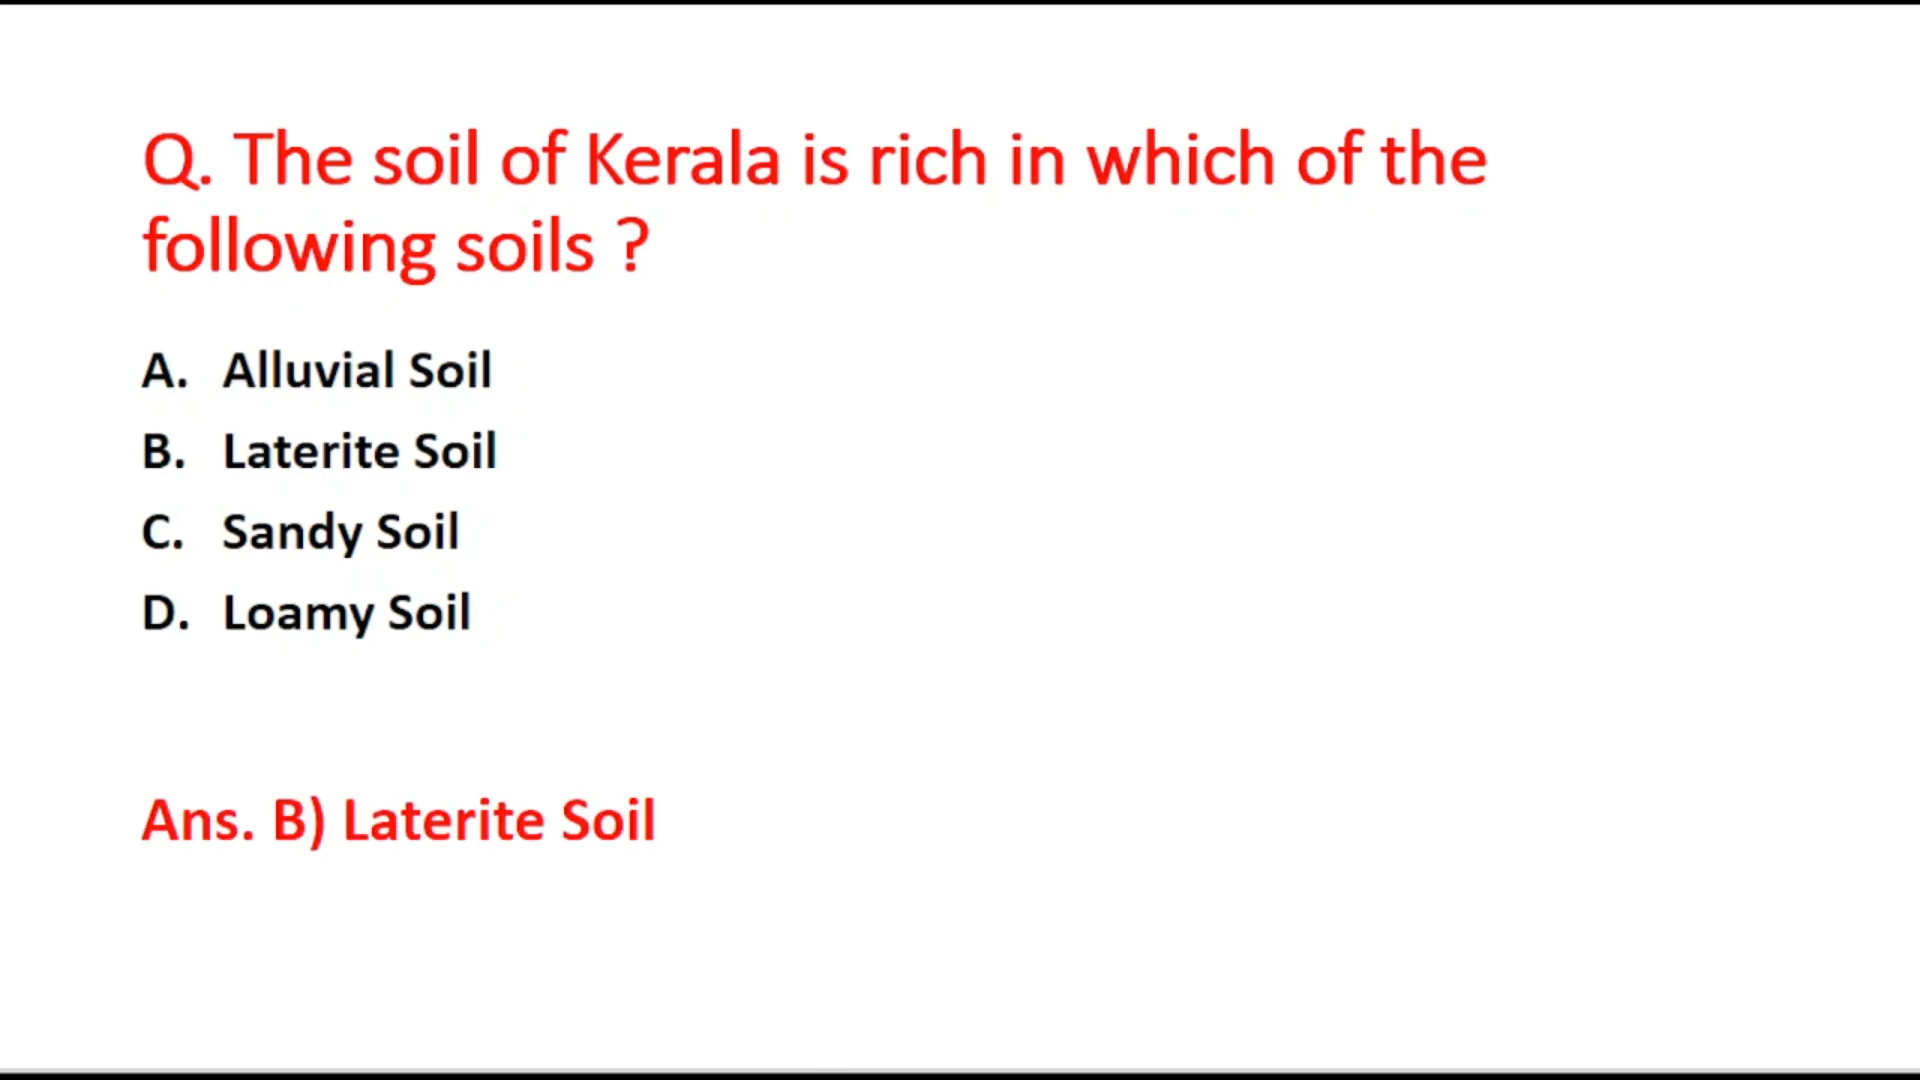 Q. The soil of Kerala is rich in which of the
following soils ?
A. Alluvial Soil
B. Laterite Soil
C. Sandy Soil
D. Loamy Soil
Ans. B) Laterite Soil